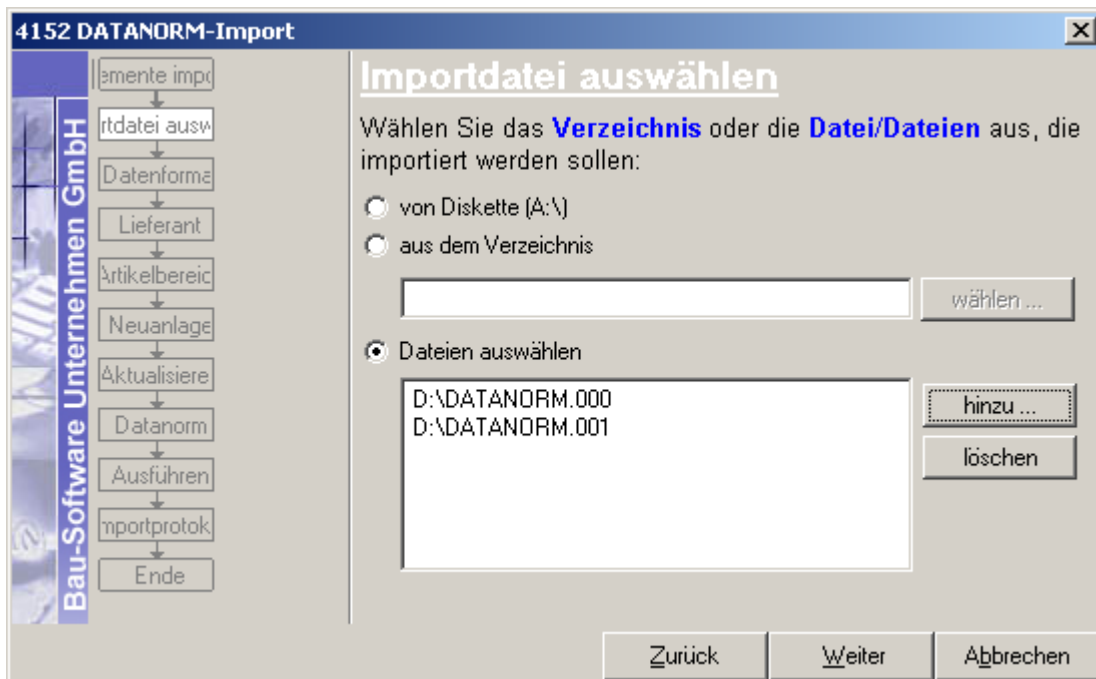 4152 DATANORM-Import
Bau-Software Unternehmen GmbH
emente impo
rtdatei ausw
Datenforma
Lieferant
Artikelbereic
Neuanlage
Aktualisiere
Datanorm
Ausführen
mportprotok
Ende
Importdatei auswählen
Wählen Sie das Verzeichnis oder die Datei/Dateien aus, die
importiert werden sollen:
von Diskette (A:\)
aus dem Verzeichnis
wählen ...
Dateien auswählen
D:\DATANORM.000
D:\DATANORM.001
hinzu ...
löschen
Zurück
Weiter
Abbrechen